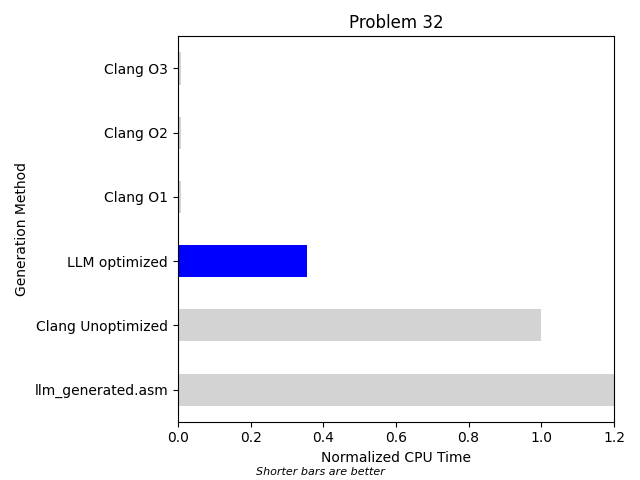 Problem 32
Generation Method
Clang O3
Clang O2
Clang O1
LLM optimized
Clang Unoptimized
llm_generated.asm
0.0 0.2 0.4 0.6 0.8 1.0 1.2
Normalized CPU Time
Shorter bars are better